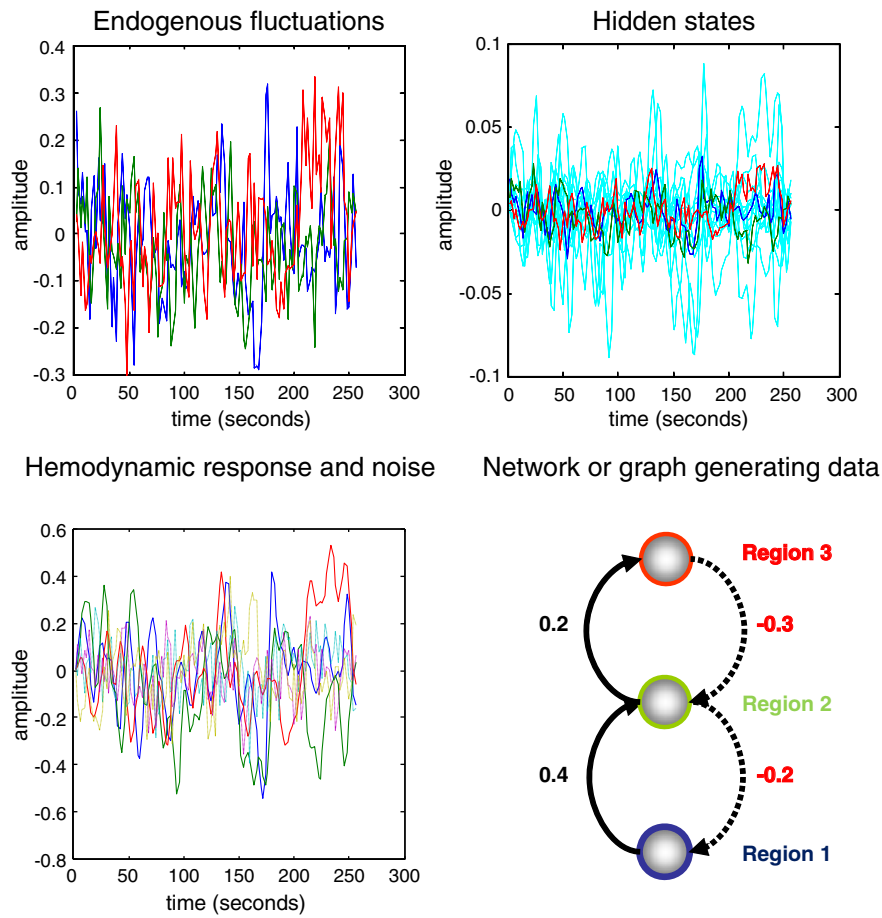 Endogenous fluctuations
0.4
0.3
0.2
0.1
0
-0.1
-0.2
-0.3
amplitude
0 50 100 150 200 250 300
time (seconds)
Hidden states
0.1
0.05
0
-0.05
-0.1
amplitude
0 50 100 150 200 250 300
time (seconds)
Hemodynamic response and noise
0.6
0.4
0.2
0
-0.2
-0.4
-0.6
-0.8
amplitude
0 50 100 150 200 250 300
time (seconds)
Network or graph generating data
Region 3
0.2 -0.3
Region 2
0.4 -0.2
Region 1